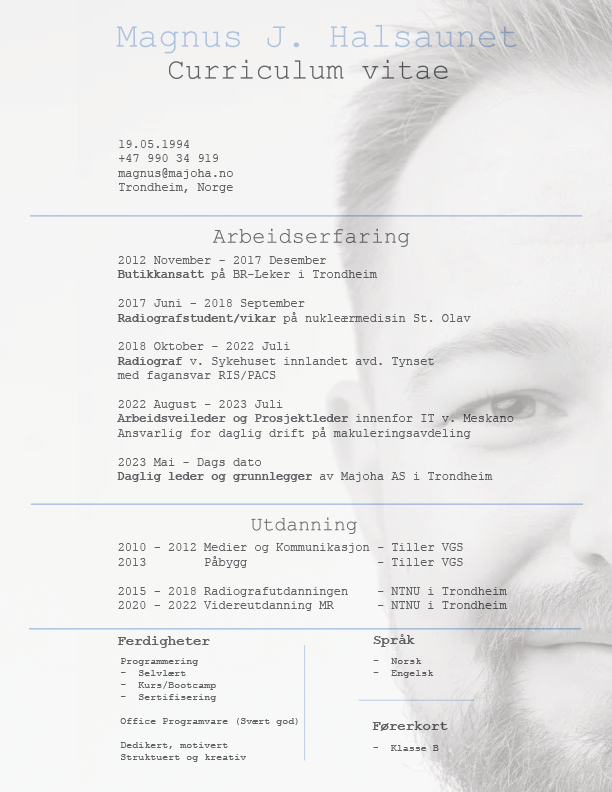 Magnus J. Halsaunet
Curriculum vitae
19.05.1994
+47 990 34 919
magnus@majoha.no
Trondheim, Norge
Arbeidserfaring
2012 November - 2017 Desember
Butikkansatt på BR-Leker i Trondheim
2017 Juni - 2018 September
Radiografstudent/vikar på nukleærmedisin St. Olav
2018 Oktober - 2022 Juli
Radiograf v. Sykehuset innlandet avd. Tynset
med fagansvar RIS/PACS
2022 August - 2023 Juli
Arbeidsveileder og Prosjektleder innenfor IT v. Meskano
Ansvarlig for daglig drift på makuleringsavdeling
2023 Mai - Dags dato
Daglig leder og grunnlegger av Majoha AS i Trondheim
Utdanning
2010 - 2012 Medier og Kommunikasjon - Tiller VGS
2013 Påbygg - Tiller VGS
2015 - 2018 Radiografutdanningen - NTNU i Trondheim
2020 - 2022 Videreutdanning MR - NTNU i Trondheim
Ferdigheter
Programmering
- Selvlært
- Kurs/Bootcamp
- Sertifisering
Office Programvare (Svært god)
Dedikert, motivert
Struktuert og kreativ
Språk
- Norsk
- Engelsk
Førerkort
- Klasse B